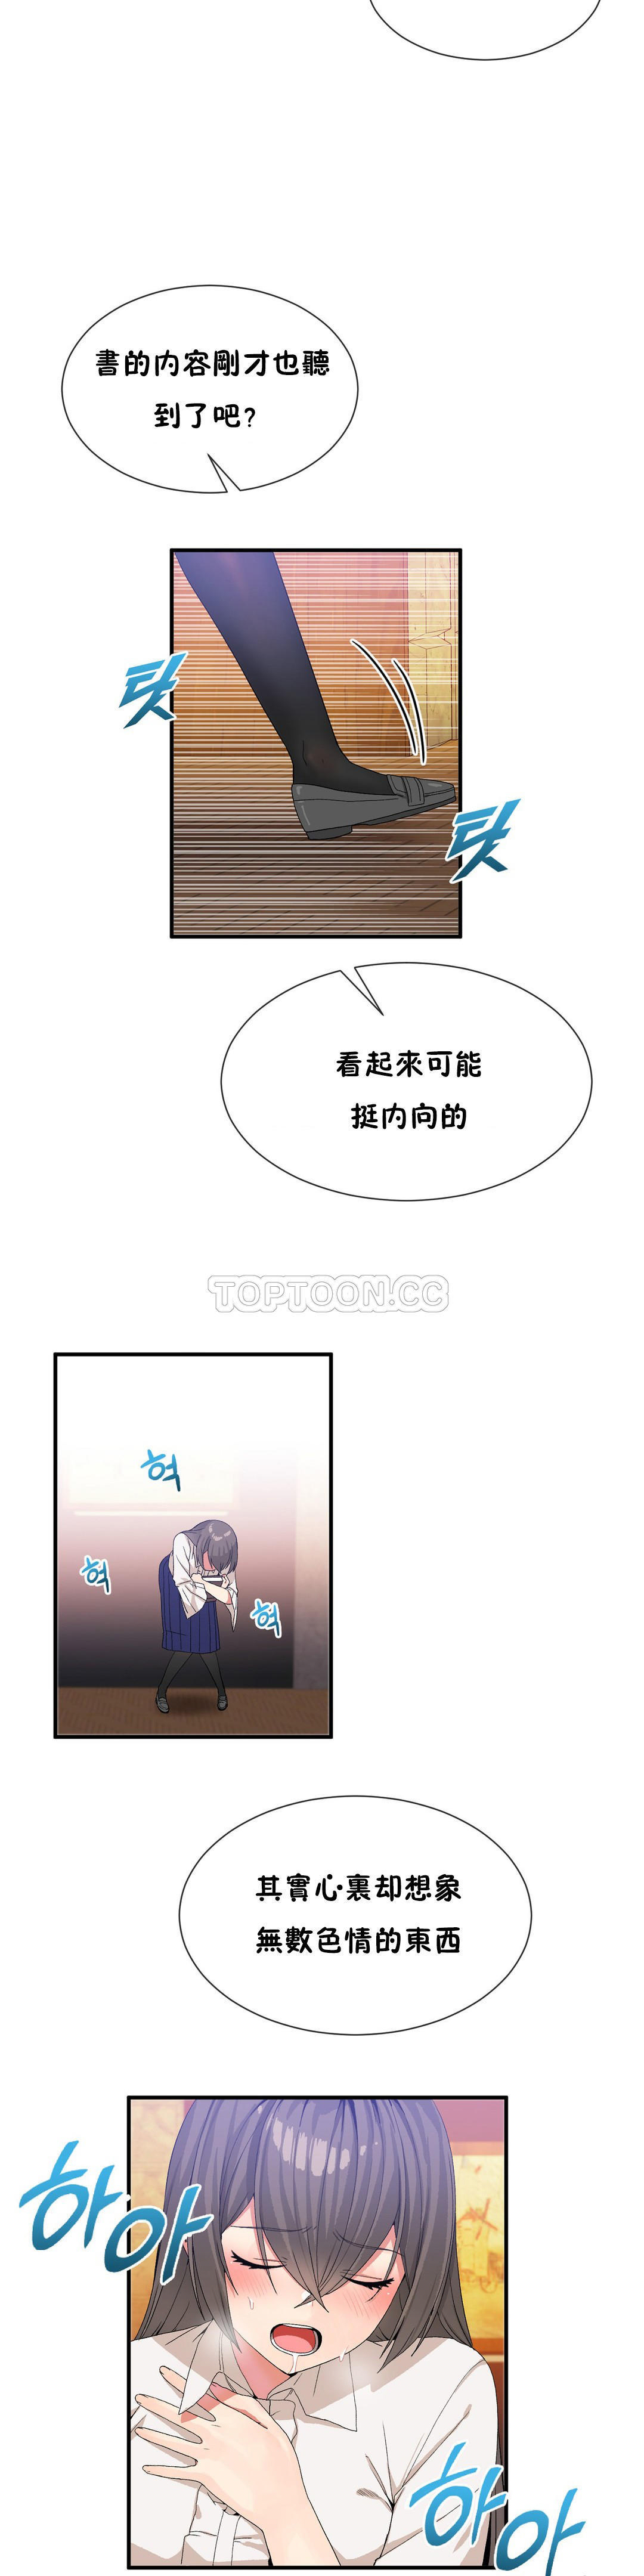 書的內容剛才也聽
到了吧?
탓
탓
看起來可能
挺內向的
TOPTOON.CC
헉
헉
헉
其實心裏却想象
無數色情的東西
하아
하아